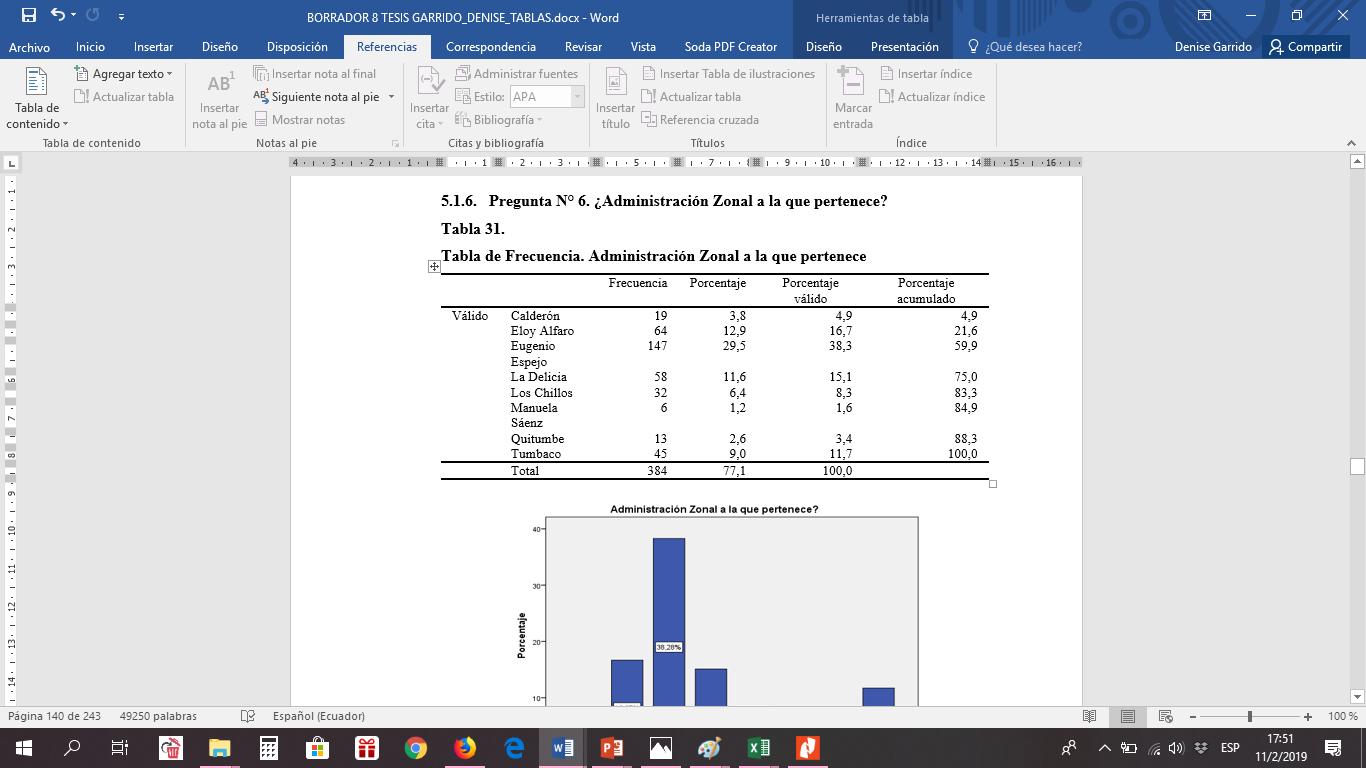 BORRADOR 8 TESIS GARRIDO_DENISE_TABLAS.docx - Word
Herramientas de tabla
Archivo Inicio Insertar Diseño Disposición Referencias Correspondencia Revisar Vista Soda PDF Creator Diseño Presentación ¿Qué desea hacer? Denise Garrido Compartir
Tabla de contenido
Agregar texto
Actualizar tabla
Tabla de contenido
AB1
Insertar nota al pie
Insertar nota al final
Siguiente nota al pie
Mostrar notas
Notas al pie
Insertar cita
Administrar fuentes
Estilo: APA
Bibliografía
Citas y bibliografía
Insertar título
Insertar Tabla de ilustraciones
Actualizar tabla
Referencia cruzada
Títulos
Marcar entrada
Insertar índice
Actualizar índice
Índice
5.1.6. Pregunta N° 6. ¿Administración Zonal a la que pertenece?
Tabla 31.
Tabla de Frecuencia. Administración Zonal a la que pertenece
Frecuencia Porcentaje Porcentaje válido Porcentaje acumulado
Válido Calderón 19 3,8 4,9 4,9
Eloy Alfaro 64 12,9 16,7 21,6
Eugenio 147 29,5 38,3 59,9
Espejo
La Delicia 58 11,6 15,1 75,0
Los Chillos 32 6,4 8,3 83,3
Manuela 6 1,2 1,6 84,9
Sáenz
Quitumbe 13 2,6 3,4 88,3
Tumbaco 45 9,0 11,7 100,0
Total 384 77,1 100,0
Administración Zonal a la que pertenece?
Porcentaje
40
30
20
10
38,28%
Página 140 de 243 49250 palabras Español (Ecuador) 100 %
ESP
17:51
11/2/2019